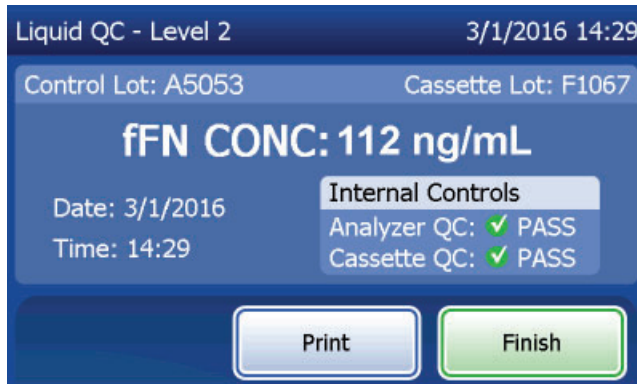 Liquid QC - Level 2 3/1/2016 14:29
Control Lot: A5053 Cassette Lot: F1067
fFN CONC: 112 ng/mL
Date: 3/1/2016
Time: 14:29
Internal Controls
Analyzer QC: PASS
Cassette QC: PASS
Print Finish